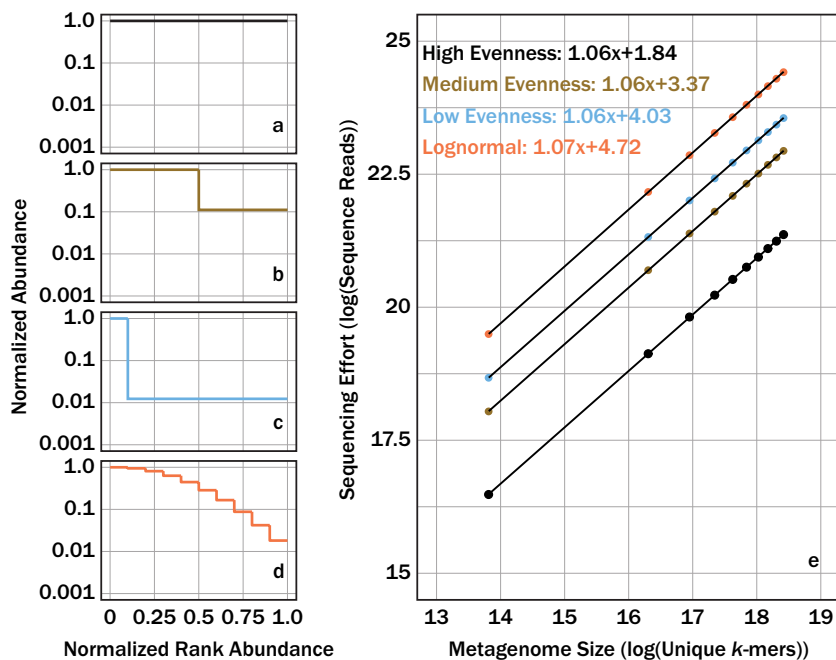 Normalized Abundance
1.0
0.1
0.01
0.001
a
1.0
0.1
0.01
0.001
b
1.0
0.1
0.01
0.001
c
1.0
0.1
0.01
0.001
d
0 0.25 0.5 0.75 1.0
Normalized Rank Abundance
Sequencing Effort (log(Sequence Reads))
25
22.5
20
17.5
15
High Evenness: 1.06x+1.84
Medium Evenness: 1.06x+3.37
Low Evenness: 1.06x+4.03
Lognormal: 1.07x+4.72
e
13 14 15 16 17 18 19
Metagenome Size (log(Unique k-mers))